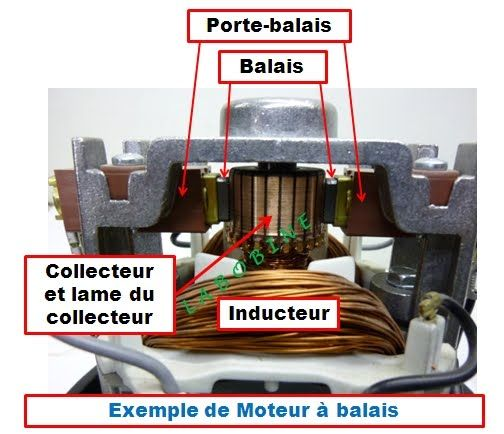 Porte-balais
Balais
Collecteur
et lame du
collecteur
LABOBINE
Inducteur
Exemple de Moteur à balais